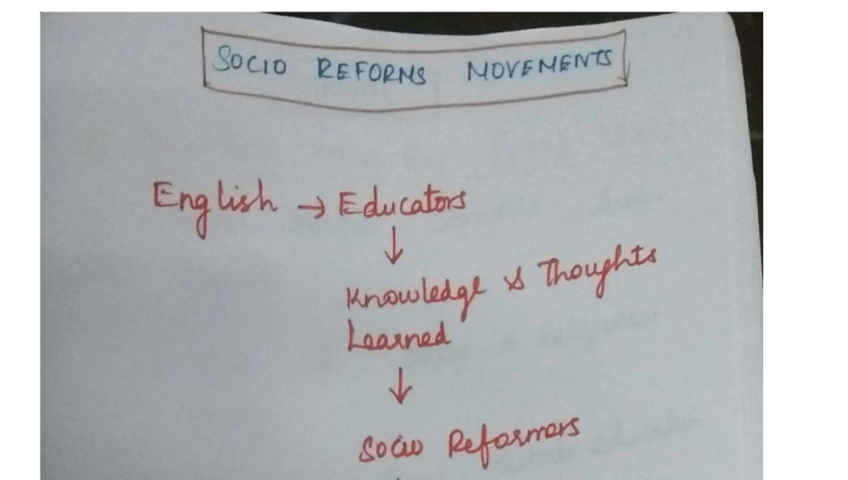 SOCIO REFORMS MOVEMENTS
English → Educators
↓
Knowledge & Thoughts
Learned
↓
Socio Reformers